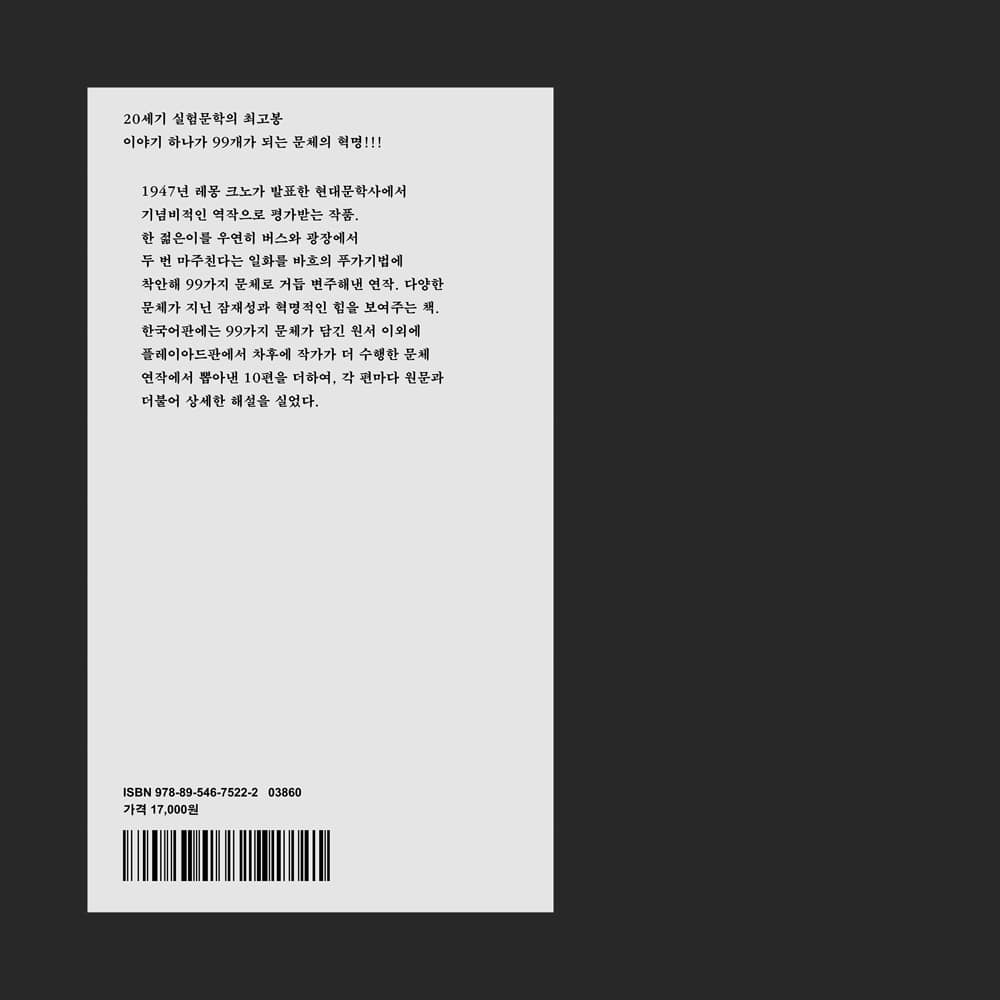 20세기 실험문학의 최고봉
이야기 하나가 99개가 되는 문체의 혁명!!!
1947년 레몽 크노가 발표한 현대문학사에서
기념비적인 역작으로 평가받는 작품.
한 젊은이를 우연히 버스와 광장에서
두 번 마주친다는 일화를 바흐의 푸가기법에
착안해 99가지 문체로 거듭 변주해낸 연작. 다양한
문체가 지닌 잠재성과 혁명적인 힘을 보여주는 책.
한국어판에는 99가지 문체가 담긴 원서 이외에
플레이아드판에서 차후에 작가가 더 수행한 문체
연작에서 뽑아낸 10편을 더하여, 각 편마다 원문과
더불어 상세한 해설을 실었다.
ISBN 978-89-546-7522-2 03860
가격 17,000원